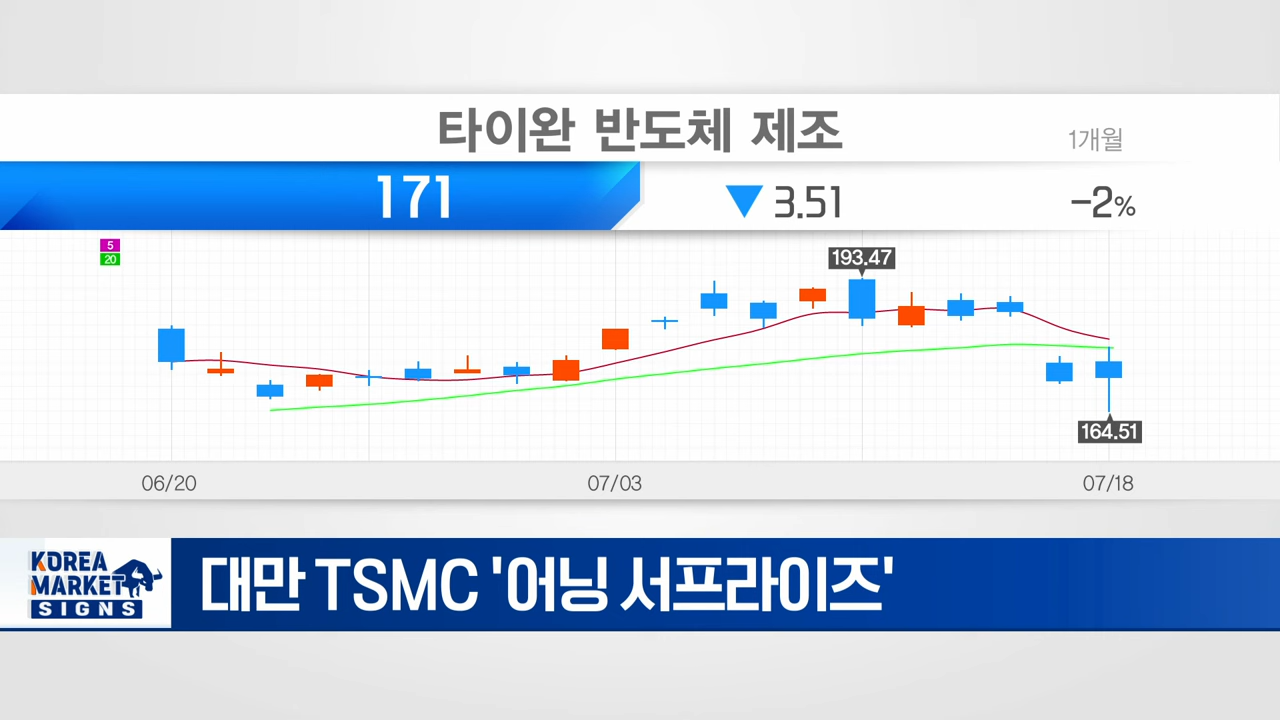 타이완 반도체 제조
1개월
171
▼ 3.51
-2%
5
20
193.47
164.51
06/20
07/03
07/18
KOREA
MARKET
SIGNS
대만 TSMC '어닝 서프라이즈'